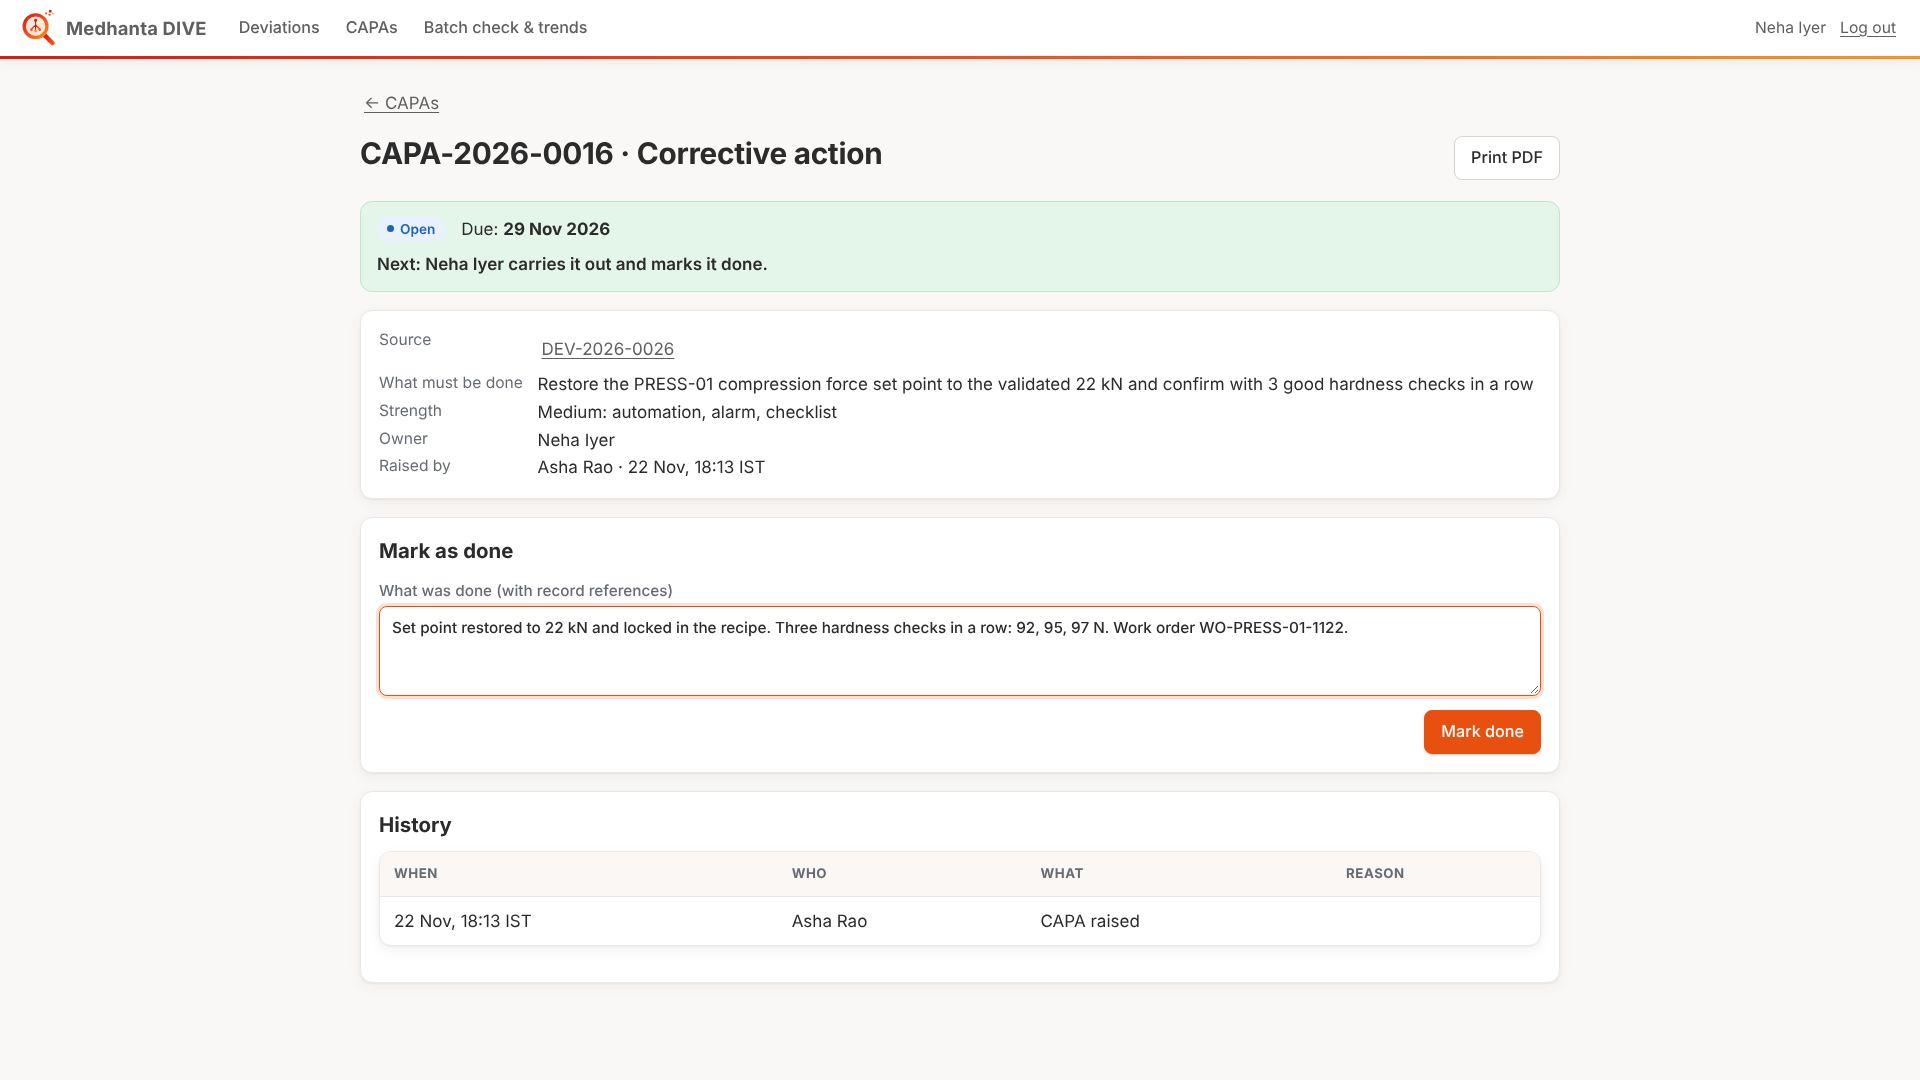 Medhanta DIVE Deviations CAPAs Batch check & trends Neha Iyer Log out
← CAPAs
CAPA-2026-0016 · Corrective action
Print PDF
Open Due: 29 Nov 2026
Next: Neha Iyer carries it out and marks it done.
Source DEV-2026-0026
What must be done Restore the PRESS-01 compression force set point to the validated 22 kN and confirm with 3 good hardness checks in a row
Strength Medium: automation, alarm, checklist
Owner Neha Iyer
Raised by Asha Rao · 22 Nov, 18:13 IST
Mark as done
What was done (with record references)
Set point restored to 22 kN and locked in the recipe. Three hardness checks in a row: 92, 95, 97 N. Work order WO-PRESS-01-1122.
Mark done
History
WHEN WHO WHAT REASON
22 Nov, 18:13 IST Asha Rao CAPA raised